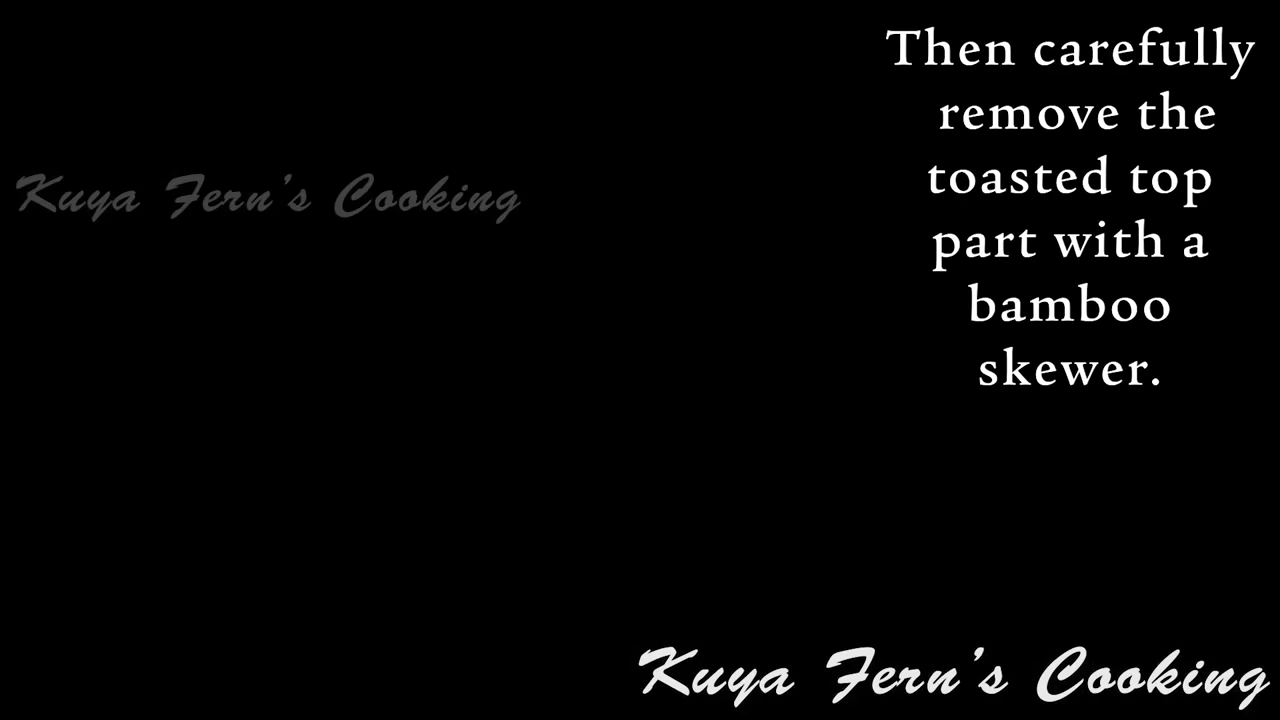 Then carefully
remove the
toasted top
part with a
bamboo
skewer.
Kuya Fern's Cooking
Kuya Fern's Cooking